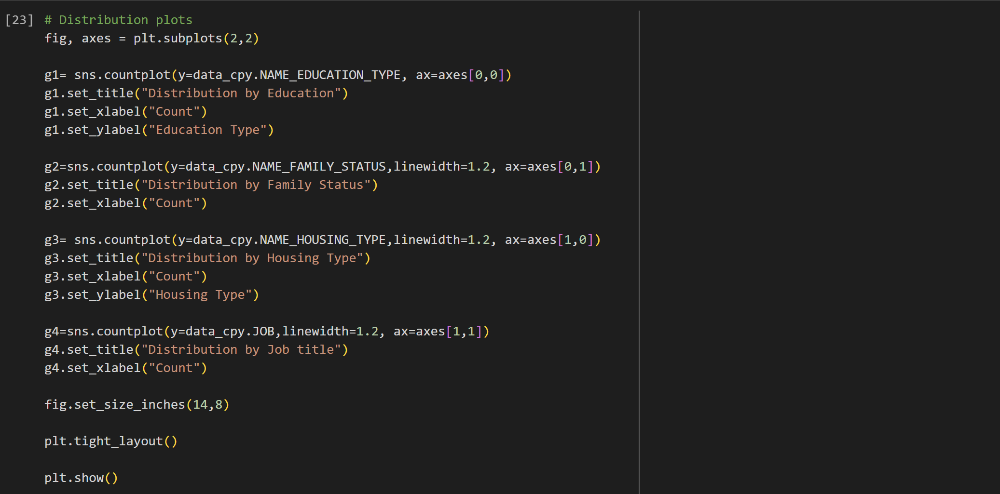 [23] # Distribution plots
fig, axes = plt.subplots(2,2)
g1= sns.countplot(y=data_cpy.NAME_EDUCATION_TYPE, ax=axes[0,0])
g1.set_title("Distribution by Education")
g1.set_xlabel("Count")
g1.set_ylabel("Education Type")
g2=sns.countplot(y=data_cpy.NAME_FAMILY_STATUS,linewidth=1.2, ax=axes[0,1])
g2.set_title("Distribution by Family Status")
g2.set_xlabel("Count")
g3= sns.countplot(y=data_cpy.NAME_HOUSING_TYPE,linewidth=1.2, ax=axes[1,0])
g3.set_title("Distribution by Housing Type")
g3.set_xlabel("Count")
g3.set_ylabel("Housing Type")
g4=sns.countplot(y=data_cpy.JOB,linewidth=1.2, ax=axes[1,1])
g4.set_title("Distribution by Job title")
g4.set_xlabel("Count")
fig.set_size_inches(14,8)
plt.tight_layout()
plt.show()